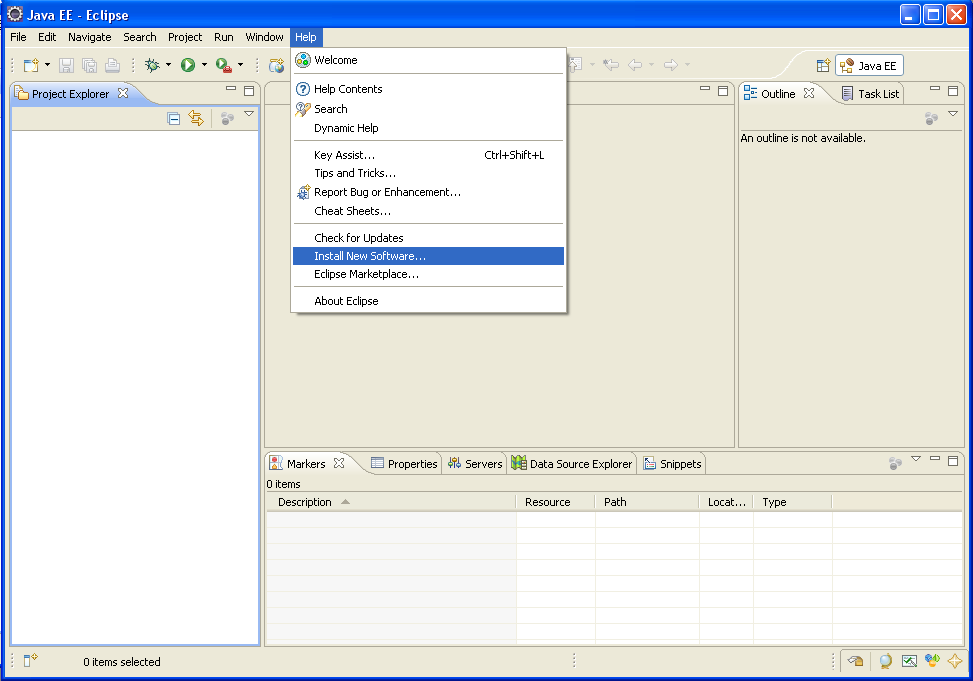 Java EE - Eclipse
File Edit Navigate Search Project Run Window Help
Java EE
Welcome
Help Contents
Search
Dynamic Help
Key Assist... Ctrl+Shift+L
Tips and Tricks...
Report Bug or Enhancement...
Cheat Sheets...
Check for Updates
Install New Software...
Eclipse Marketplace...
About Eclipse
Project Explorer
Outline Task List
An outline is not available.
Markers Properties Servers Data Source Explorer Snippets
0 items
Description Resource Path Locat... Type
0 items selected